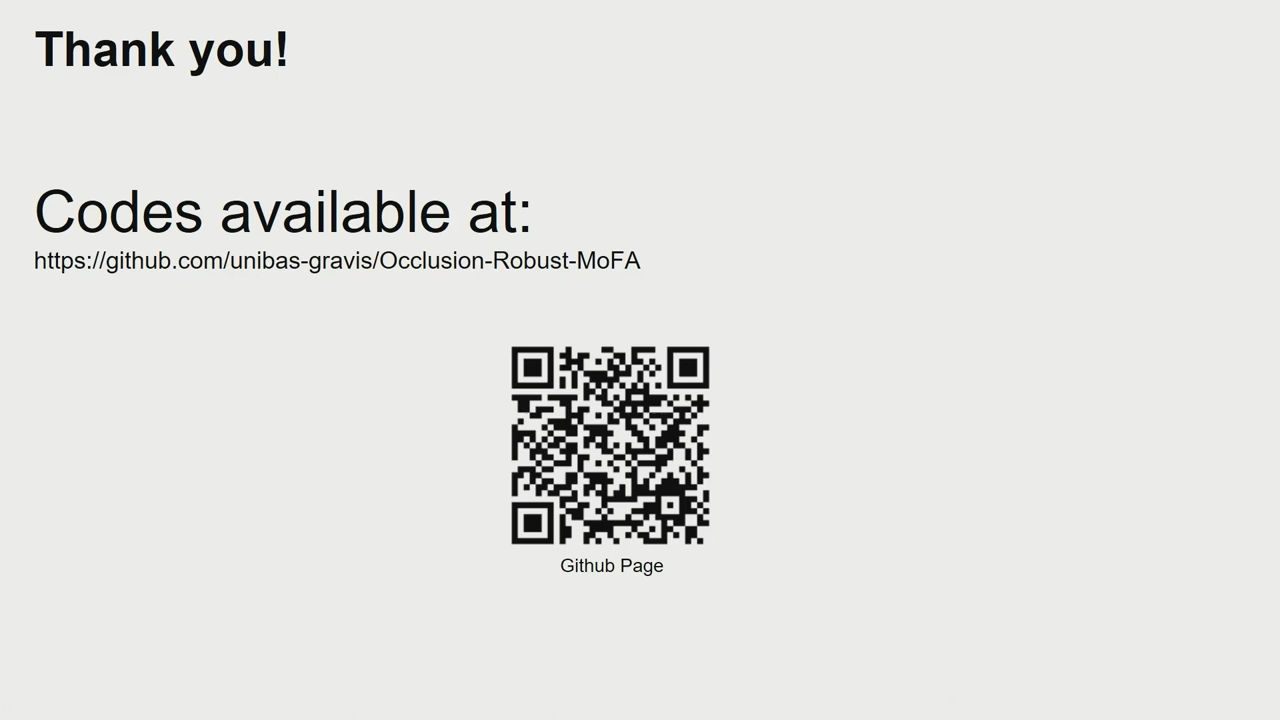 Thank you!
Codes available at:
https://github.com/unibas-gravis/Occlusion-Robust-MoFA
Github Page